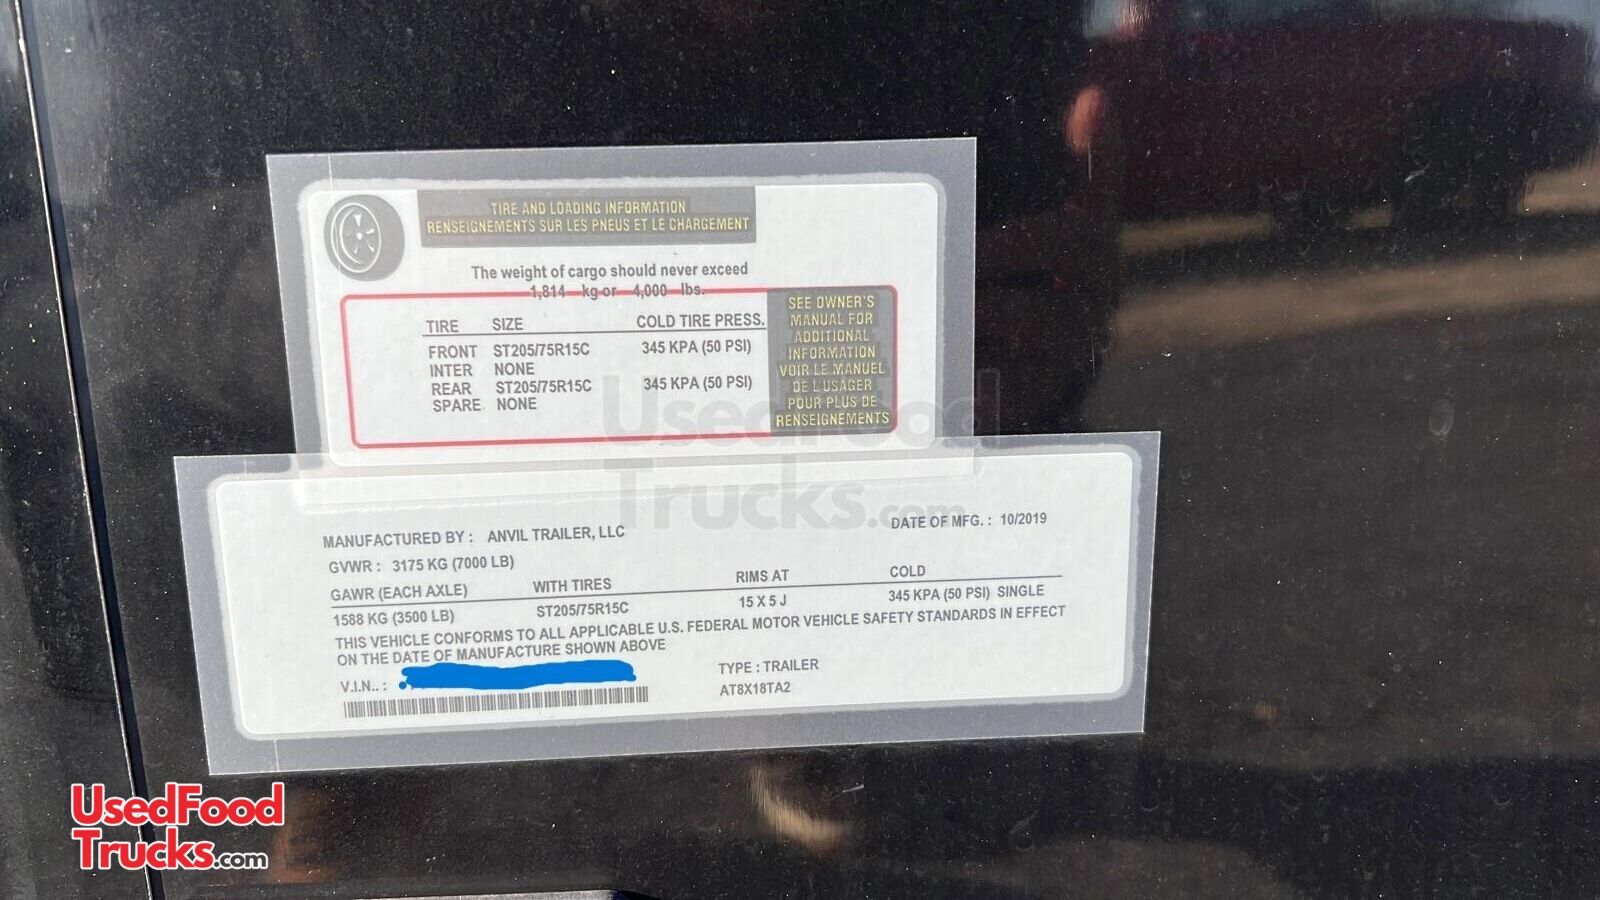 TIRE AND LOADING INFORMATION
RENSEIGNEMENTS SUR LES PNEUS ET LE CHARGEMENT
The weight of cargo should never exceed
1,814 kg or 4,000 lbs.
TIRE SIZE COLD TIRE PRESS.
FRONT ST205/75R15C 345 KPA (50 PSI)
INTER NONE
REAR ST205/75R15C 345 KPA (50 PSI)
SPARE NONE
SEE OWNER'S
MANUAL FOR
ADDITIONAL
INFORMATION
VOIR LE MANUEL
DE L'USAGER
POUR PLUS DE
RENSEIGNEMENTS
UsedFood
Trucks.com
MANUFACTURED BY : ANVIL TRAILER, LLC DATE OF MFG. : 10/2019
GVWR : 3175 KG (7000 LB)
GAWR (EACH AXLE) WITH TIRES RIMS AT COLD
1588 KG (3500 LB) ST205/75R15C 15 X 5 J 345 KPA (50 PSI) SINGLE
THIS VEHICLE CONFORMS TO ALL APPLICABLE U.S. FEDERAL MOTOR VEHICLE SAFETY STANDARDS IN EFFECT
ON THE DATE OF MANUFACTURE SHOWN ABOVE
V.I.N.. : TYPE : TRAILER
AT8X18TA2
UsedFood
Trucks.com